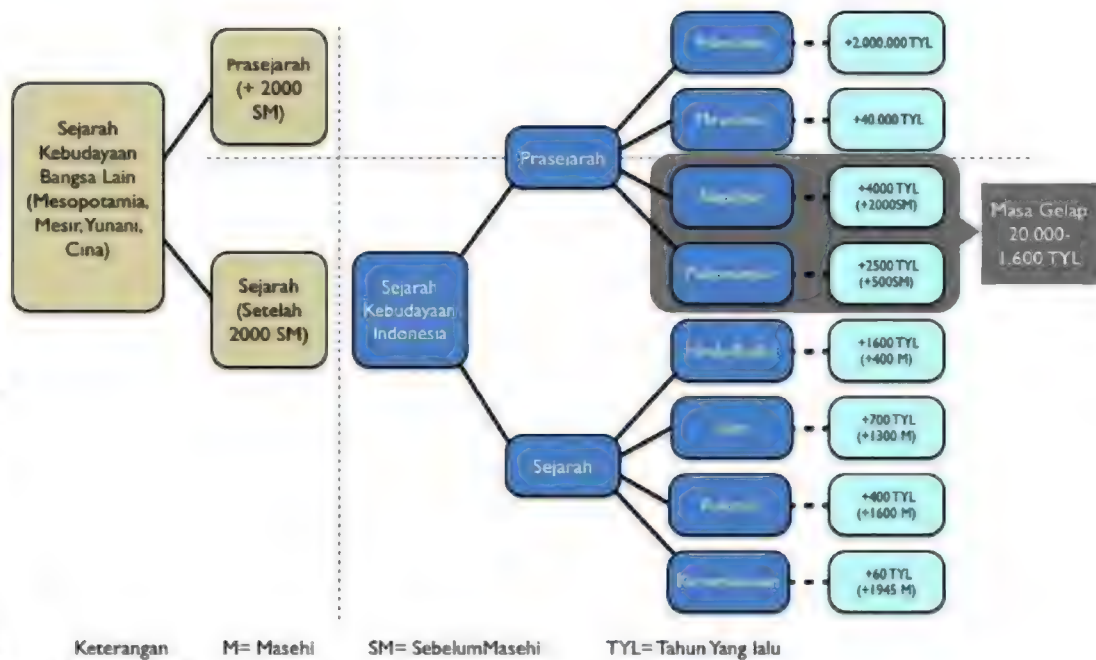 Sejarah
Kebudayaan
Bangsa Lain
(Mesopotamia,
Mesir, Yunani,
Cina)
Prasejarah
(+ 2000
SM)
Sejarah
(Setelah
2000 SM)
Sejarah
Kebudayaan
Indonesia
Prasejarah
+2.000.000 TYL
+40.000 TYL
+4000 TYL
(+2000SM)
+2500 TYL
(+500SM)
Masa Gelap
20.000-
1.600 TYL
Sejarah
+1600 TYL
(+400 M)
+700 TYL
(+1300 M)
+400 TYL
(+1600 M)
Kemerdekaan
+60 TYL
(+1945 M)
Keterangan M= Masehi SM= SebelumMasehi TYL= Tahun Yang lalu